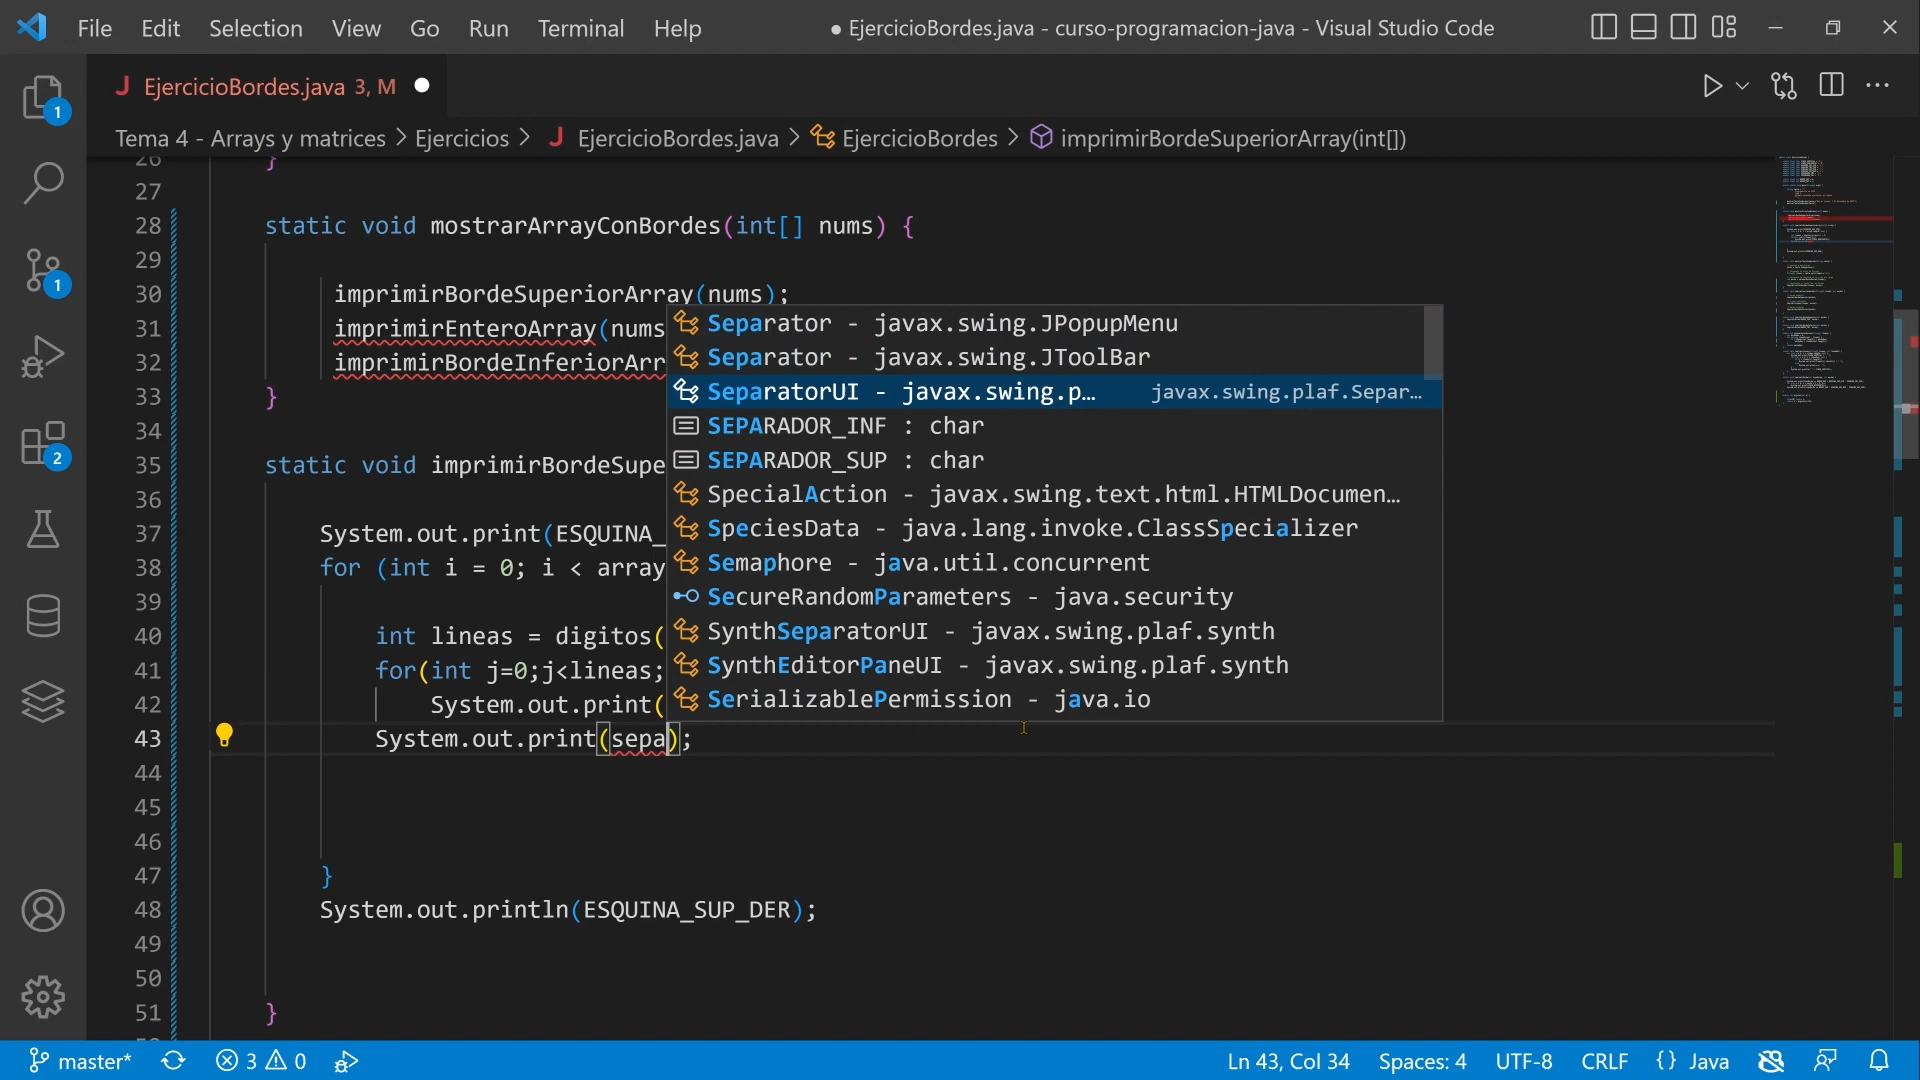 File Edit Selection View Go Run Terminal Help
● EjercicioBordes.java - curso-programacion-java - Visual Studio Code
J EjercicioBordes.java 3, M ●
Tema 4 - Arrays y matrices > Ejercicios > J EjercicioBordes.java > EjercicioBordes > imprimirBordeSuperiorArray(int[])
1
1
2
26 }
27
28 static void mostrarArrayConBordes(int[] nums) {
29
30 imprimirBordeSuperiorArray(nums);
31 imprimirEnteroArray(nums
32 imprimirBordeInferiorArr
33 }
34
35 static void imprimirBordeSupe
36
37 System.out.print(ESQUINA_
38 for (int i = 0; i < array
39
40 int lineas = digitos(
41 for(int j=0;j<lineas;
42 System.out.print(
43 System.out.print(sepa);
44
45
46
47 }
48 System.out.println(ESQUINA_SUP_DER);
49
50
51 }
Separator - javax.swing.JPopupMenu
Separator - javax.swing.JToolBar
SeparatorUI - javax.swing.p… javax.swing.plaf.Separ…
SEPARADOR_INF : char
SEPARADOR_SUP : char
SpecialAction - javax.swing.text.html.HTMLDocumen…
SpeciesData - java.lang.invoke.ClassSpecializer
Semaphore - java.util.concurrent
SecureRandomParameters - java.security
SynthSeparatorUI - javax.swing.plaf.synth
SynthEditorPaneUI - javax.swing.plaf.synth
SerializablePermission - java.io
master* 3 0 Ln 43, Col 34 Spaces: 4 UTF-8 CRLF {} Java